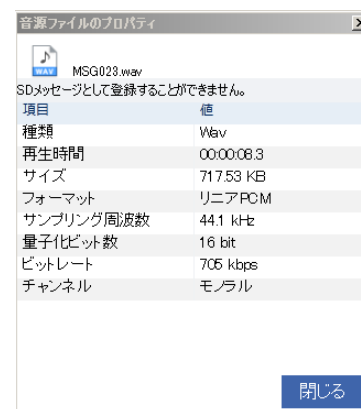 音源ファイルのプロパティ
WAV
MSG023.wav
SDメッセージとして登録することができません。
項目 値
種類 Wav
再生時間 00:00:08.3
サイズ 717.53 KB
フォーマット リニアPCM
サンプリング周波数 44.1 kHz
量子化ビット数 16 bit
ビットレート 705 kbps
チャンネル モノラル
閉じる